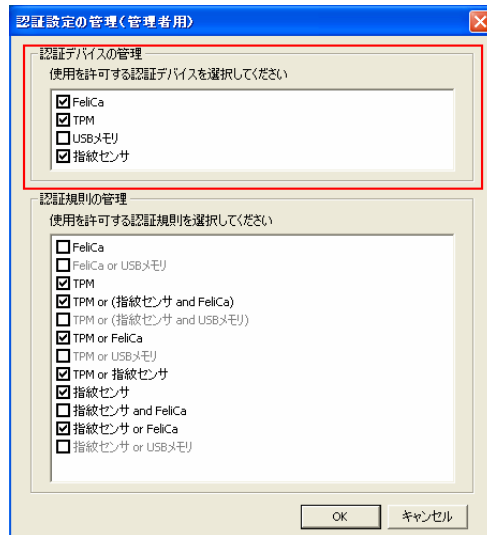 認証設定の管理(管理者用)
認証デバイスの管理
使用を許可する認証デバイスを選択してください
FeliCa
TPM
USBメモリ
指紋センサ
認証規則の管理
使用を許可する認証規則を選択してください
FeliCa
FeliCa or USBメモリ
TPM
TPM or (指紋センサ and FeliCa)
TPM or (指紋センサ and USBメモリ)
TPM or FeliCa
TPM or USBメモリ
TPM or 指紋センサ
指紋センサ
指紋センサ and FeliCa
指紋センサ or FeliCa
指紋センサ or USBメモリ
OK キャンセル